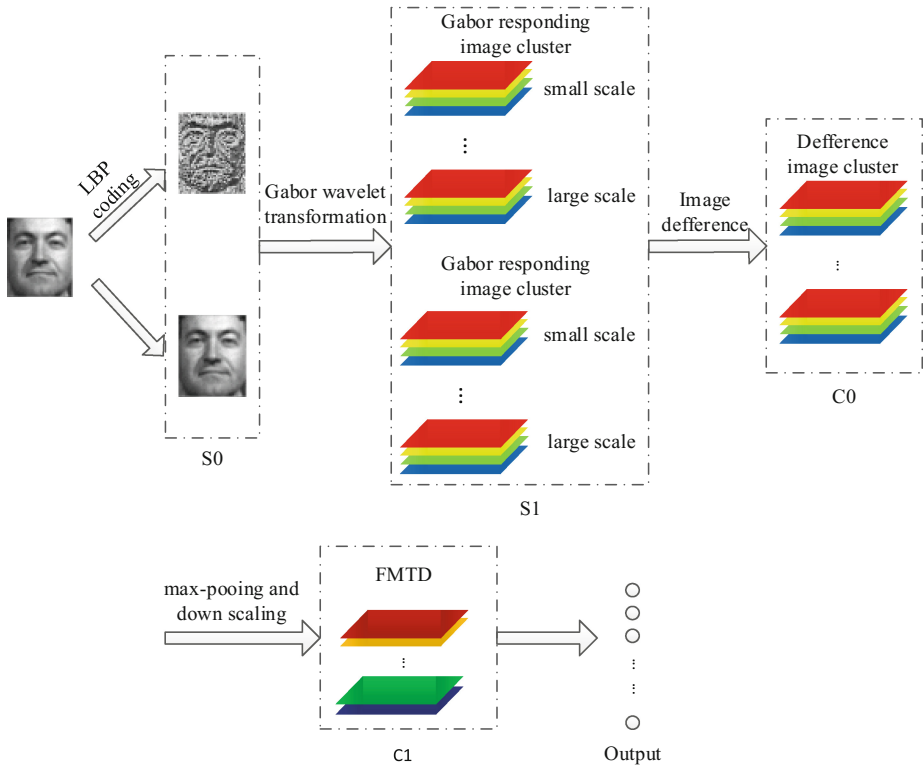 LBP
coding
S0
Gabor wavelet
transformation
Gabor responding
image cluster
small scale
...
large scale
Gabor responding
image cluster
small scale
...
large scale
S1
Image
defference
Defference
image cluster
...
C0
max-pooing and
down scaling
FMTD
...
C1
...
...
Output